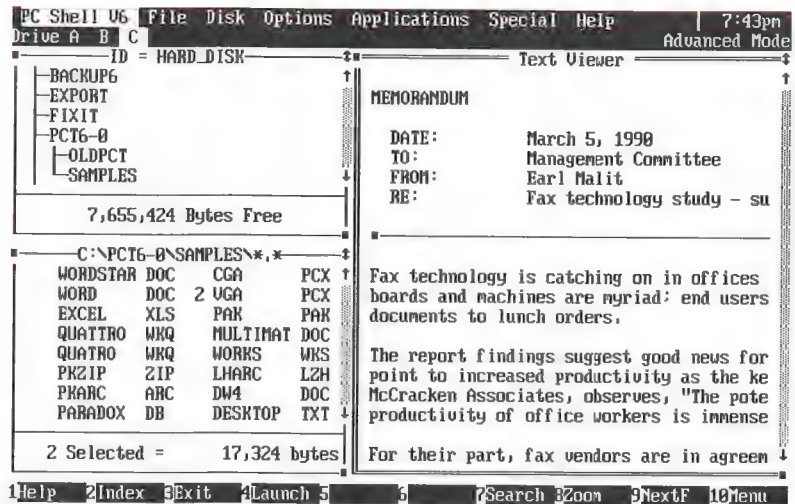 PC Shell V6 File Disk Options Applications Special Help 7:43pm
Drive A B C Advanced Mode
ID = HARD_DISK
BACKUP6
EXPORT
FIXIT
PCT6-0
OLDPCT
SAMPLES
7,655,424 Bytes Free
C:\PCT6-0\SAMPLES\*.*
WORDSTAR DOC CGA PCX
WORD DOC 2 VGA PCX
EXCEL XLS PAK PAK
QUATTRO WKQ MULTIMAT DOC
QUATRO WKQ WORKS WKS
PKZIP ZIP LHARC LZH
PKARC ARC DW4 DOC
PARADOX DB DESKTOP TXT
2 Selected = 17,324 bytes
Text Viewer
MEMORANDUM
DATE: March 5, 1990
TO: Management Committee
FROM: Earl Malit
RE: Fax technology study - su
Fax technology is catching on in offices
boards and machines are myriad: end users
documents to lunch orders.
The report findings suggest good news for
point to increased productivity as the ke
McCracken Associates, observes, "The pote
productivity of office workers is immense
For their part, fax vendors are in agreem
1Help 2Index 3Exit 4Launch 5 6 7Search 8Zoom 9NextF 10Menu